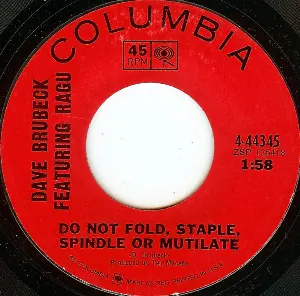 COLUMBIA
45
RPM
DAVE BRUBECK
FEATURING RAGU
4-44345
1:58
DO NOT FOLD, STAPLE,
SPINDLE OR MUTILATE